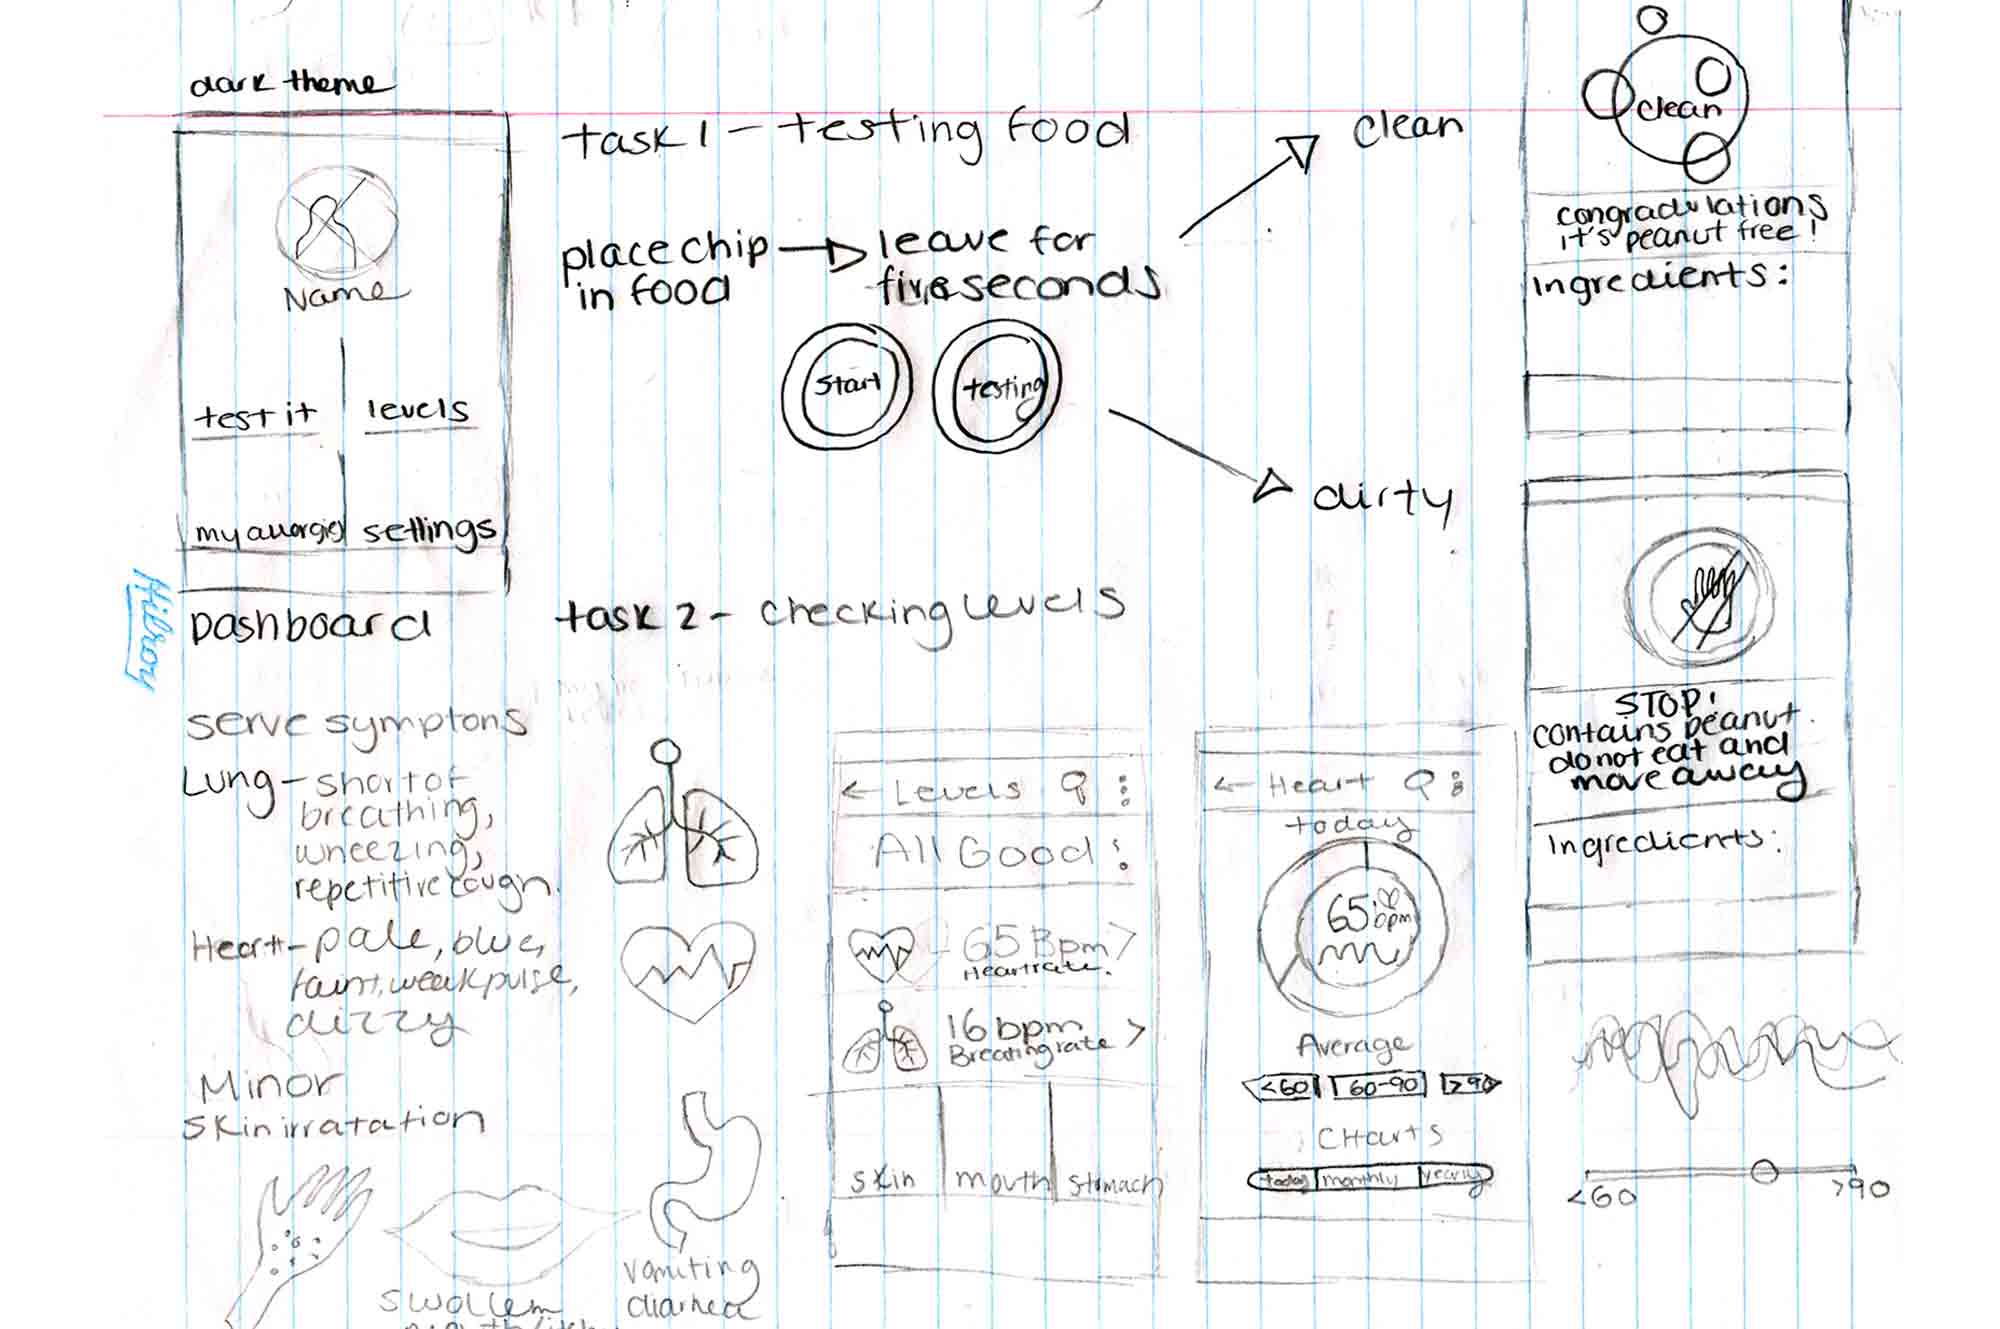 dark theme
Name
test it
levels
my allergies
settings
Dashboard
Hilroy
task 1 - testing food
place chip
in food
leave for
five seconds
Start
testing
clean
dirty
clean
congradulations
it's peanut free!
Ingredients:
STOP!
contains peanut.
do not eat and
move away
Ingredients:
task 2 - checking levels
serve symptons
Lung - short of
breathing,
wheezing,
repetitive cough.
Heart - pale, blue,
faint, weak pulse,
dizzy
Minor
skin irratation
swollen
vomiting
diarhea
← Levels
All Good
65 Bpm >
Heartrate.
16 bpm >
Breatingrate
skin
mouth
stomach
← Heart
today
65 bpm
Average
<60
60-90
>90
Charts
today
monthly
yearly
<60
>90